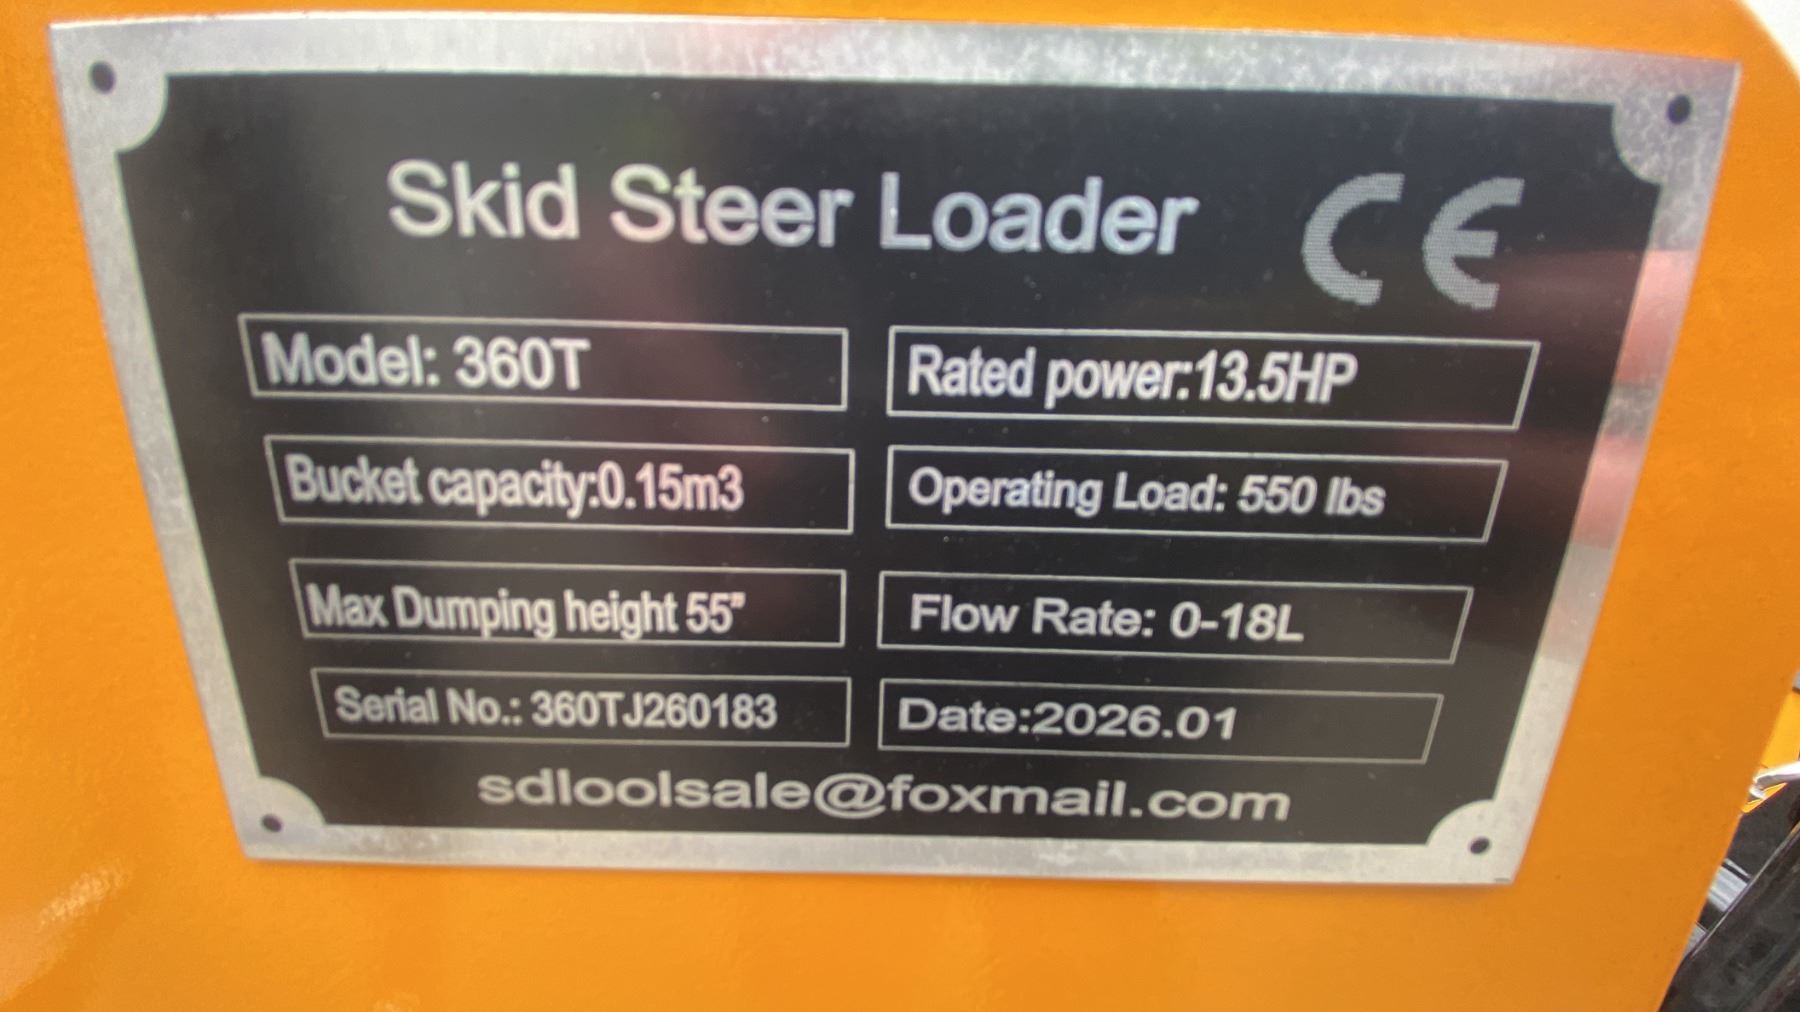 Skid Steer Loader CE
Model: 360T
Rated power:13.5HP
Bucket capacity:0.15m3
Operating Load: 550 lbs
Max Dumping height 55"
Flow Rate: 0-18L
Serial No.: 360TJ260183
Date:2026.01
sdloolsale@foxmail.com